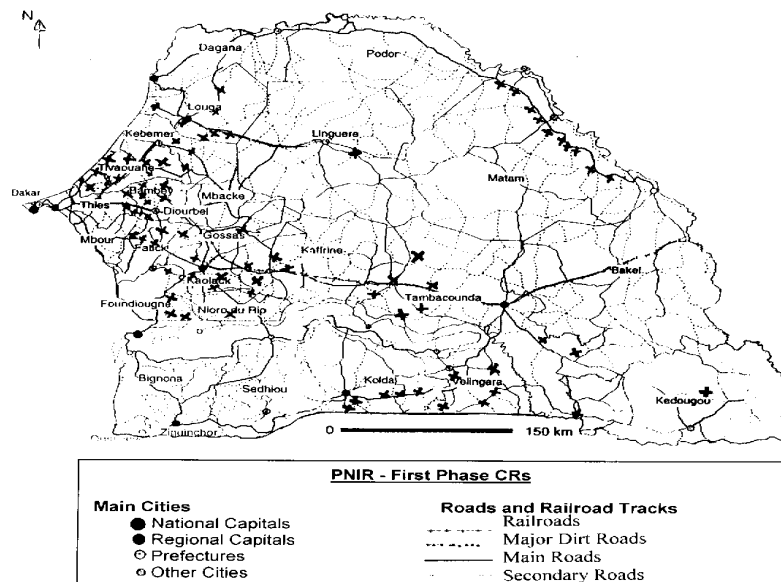 N
Dagana
Podor
Louga
Kebemer
Linguere
Tivaouane
Matam
Bambey
Mbacke
Dakar
Thies
Diourbel
Mbour
Gossas
Fatick
Kaffrine
Bakel
Kaolack
Tambacounda
Foundiougne
Nioro du Rip
Bignona
Sedhiou
Kolda
Velingara
Kedougou
Ziguinchor
0 150 km
PNIR - First Phase CRs
Main Cities
National Capitals
Regional Capitals
Prefectures
Other Cities
Roads and Railroad Tracks
Railroads
Major Dirt Roads
Main Roads
Secondary Roads